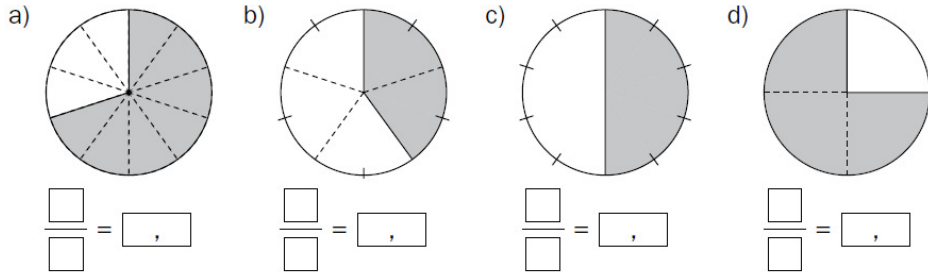 a) b) c) d)
= , = , = , = ,